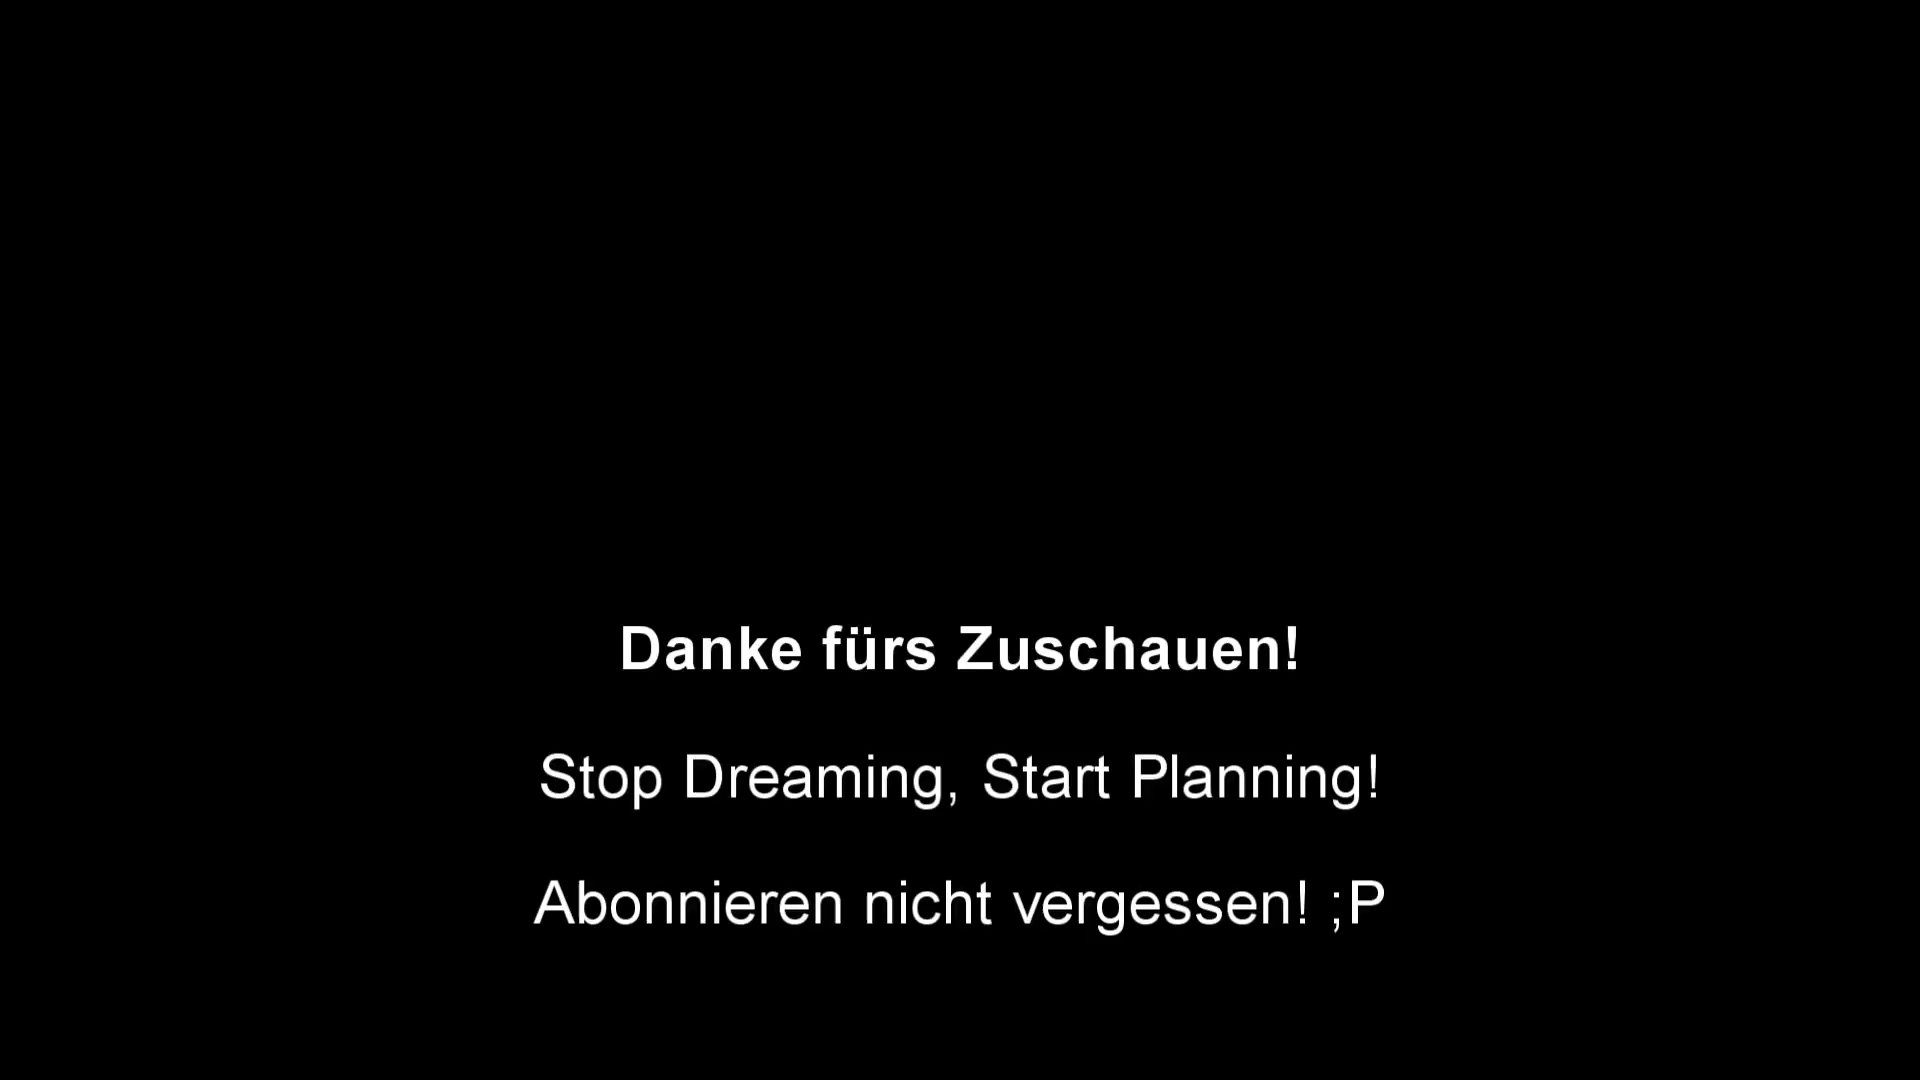 Danke fürs Zuschauen!
Stop Dreaming, Start Planning!
Abonnieren nicht vergessen! ;P